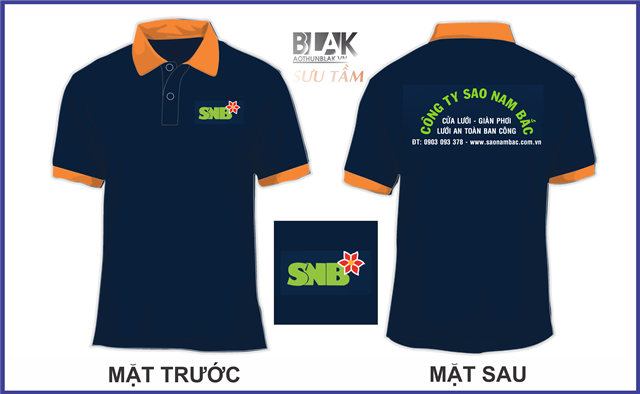 BLAK
AOTHUNBLAK.VN
SƯU TẦM
SNB
CÔNG TY SAO NAM BẮC
CỬA LƯỚI - GIÀN PHƠI
LƯỚI AN TOÀN BAN CÔNG
ĐT: 0903 093 378 - www.saonambac.com.vn
SNB
MẶT TRƯỚC
MẶT SAU